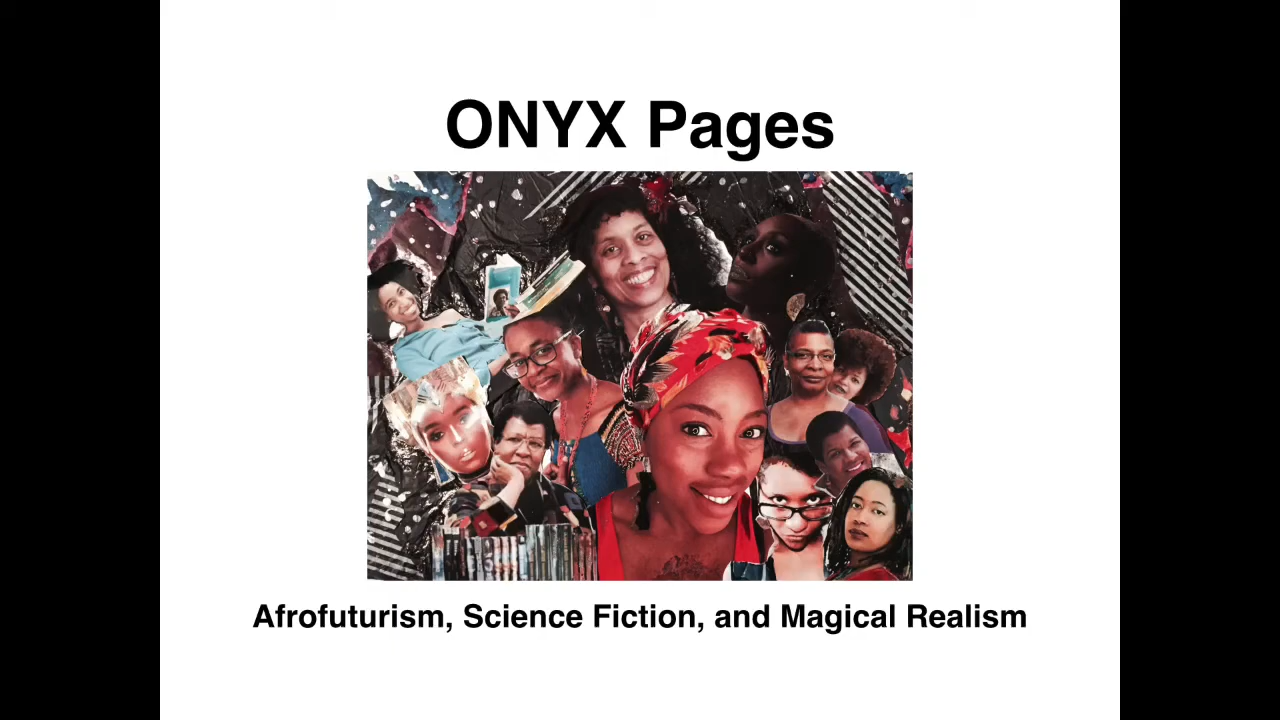 ONYX Pages
Afrofuturism, Science Fiction, and Magical Realism